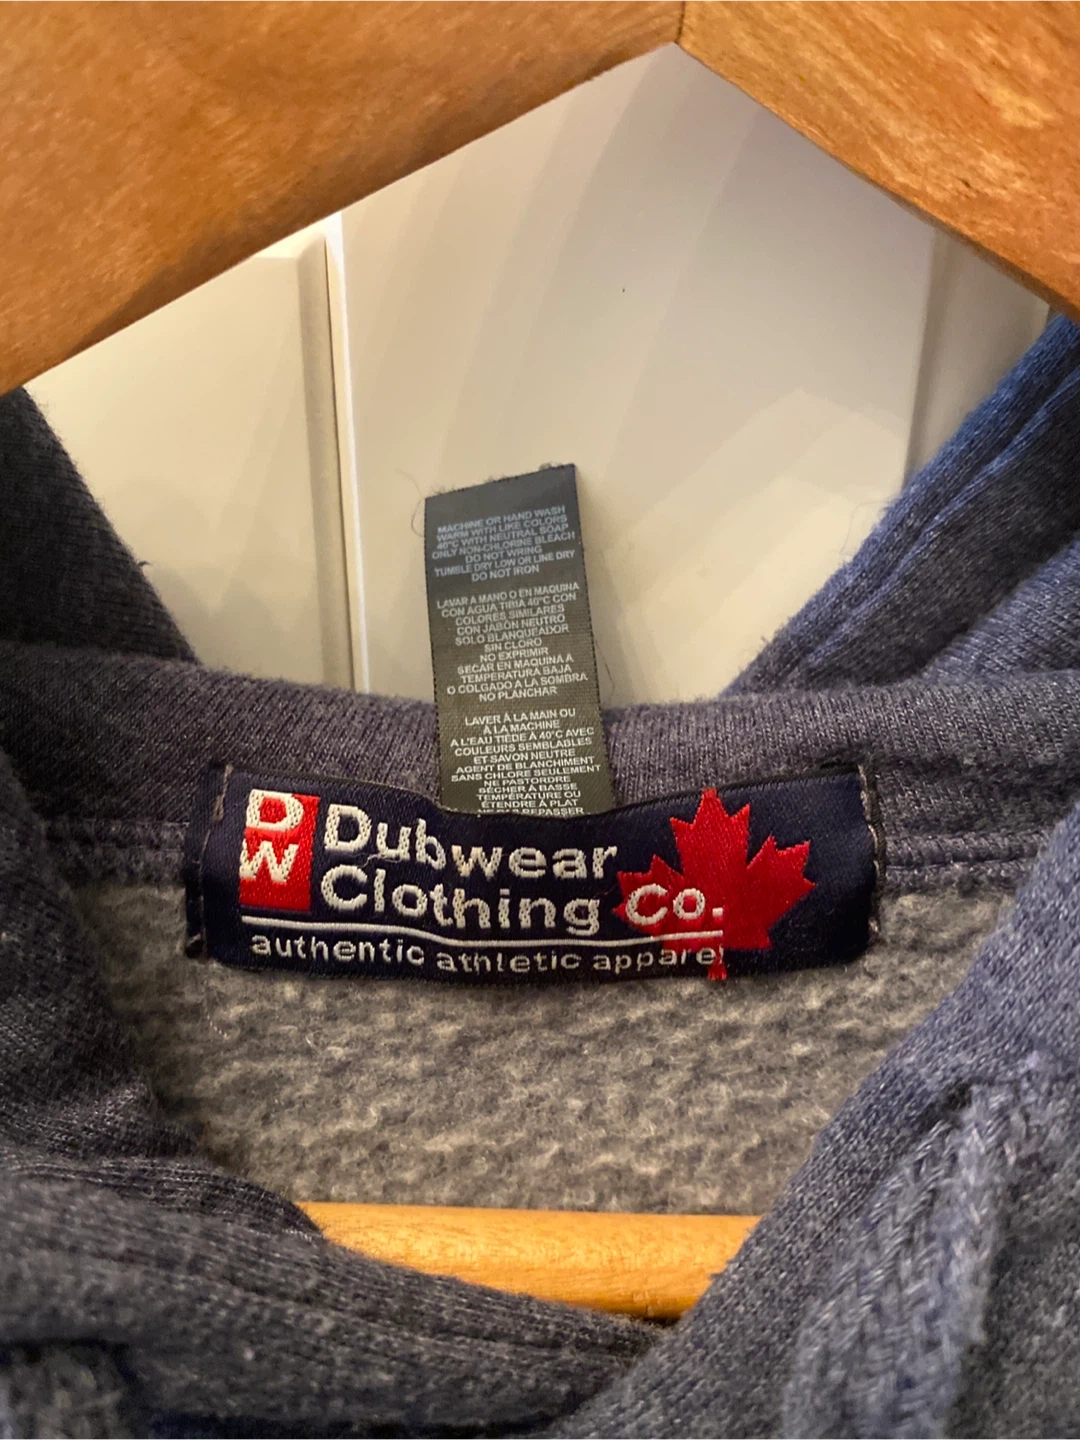 MACHINE OR HAND WASH
WARM WITH LIKE COLORS
40°C WITH NEUTRAL SOAP
ONLY NON-CHLORINE BLEACH
DO NOT WRING
TUMBLE DRY LOW OR LINE DRY
DO NOT IRON
LAVAR A MANO O EN MAQUINA
CON AGUA TIBIA 40°C CON
COLORES SIMILARES
CON JABÓN NEUTRO
SOLO BLANQUEADOR
SIN CLORO
NO EXPRIMIR
SECAR EN MAQUINA A
TEMPERATURA BAJA
O COLGADO A LA SOMBRA
NO PLANCHAR
LAVER À LA MAIN OU
À LA MACHINE
A L'EAU TIÈDE À 40°C AVEC
COULEURS SEMBLABLES
ET SAVON NEUTRE
AGENT DE BLANCHIMENT
SANS CHLORE SEULEMENT
NE PASTORDRE
SÉCHER À BASSE
TEMPÉRATURE OU
ÉTENDRE À PLAT
REPASSER
DW
Dubwear
Clothing Co.
authentic athletic apparel